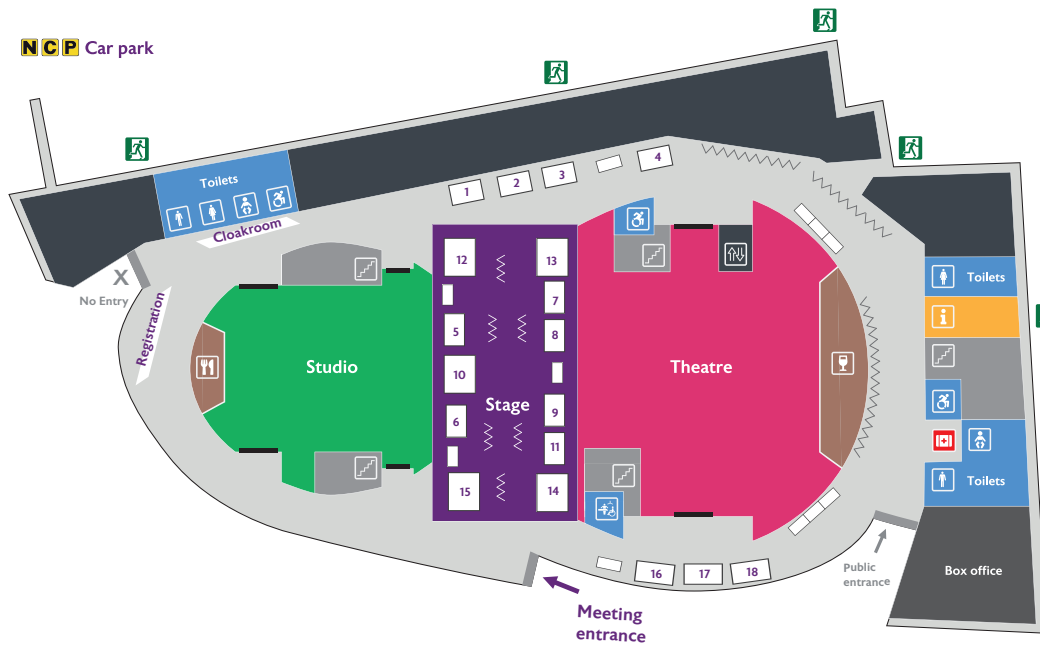 NCP Car park
Toilets
Cloakroom
X
No Entry
Registration
1
2
3
4
12
13
7
5
8
10
Stage
9
6
11
15
14
Studio
Theatre
Toilets
i
Toilets
Box office
16
17
18
Public
entrance
Meeting
entrance